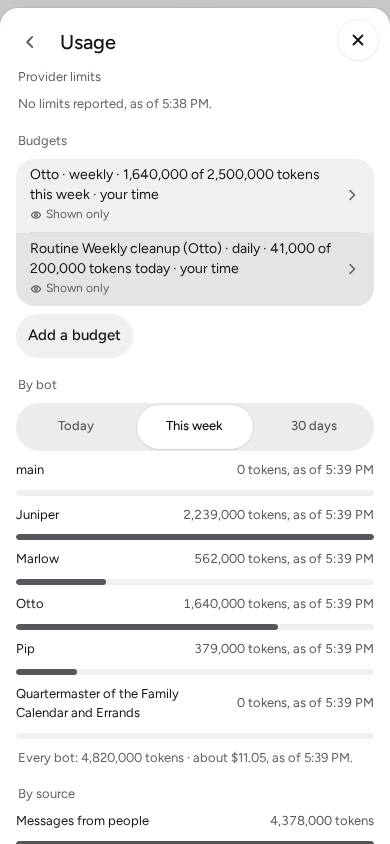 Usage
Provider limits
No limits reported, as of 5:38 PM.
Budgets
Otto · weekly · 1,640,000 of 2,500,000 tokens
this week · your time
Shown only
Routine Weekly cleanup (Otto) · daily · 41,000 of
200,000 tokens today · your time
Shown only
Add a budget
By bot
Today
This week
30 days
main
0 tokens, as of 5:39 PM
Juniper
2,239,000 tokens, as of 5:39 PM
Marlow
562,000 tokens, as of 5:39 PM
Otto
1,640,000 tokens, as of 5:39 PM
Pip
379,000 tokens, as of 5:39 PM
Quartermaster of the Family
Calendar and Errands
0 tokens, as of 5:39 PM
Every bot: 4,820,000 tokens · about $11.05, as of 5:39 PM.
By source
Messages from people
4,378,000 tokens